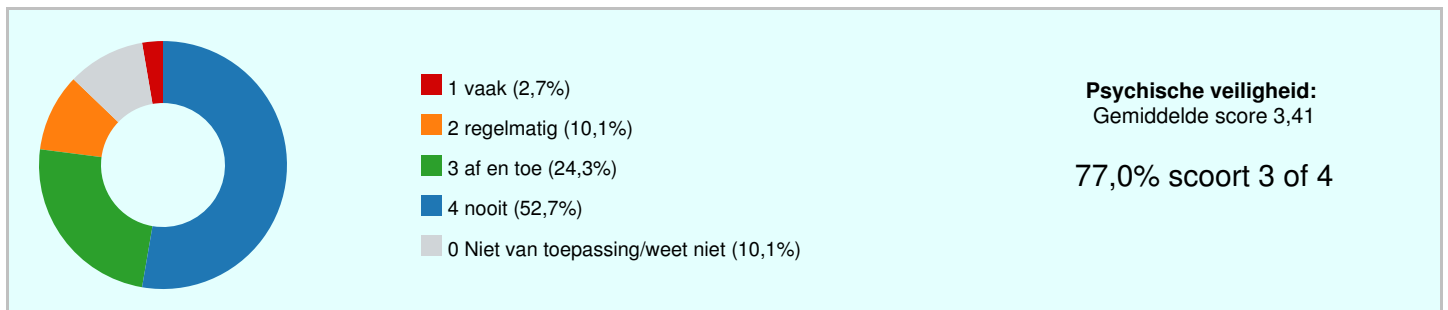 1 vaak (2,7%)
2 regelmatig (10,1%)
3 af en toe (24,3%)
4 nooit (52,7%)
0 Niet van toepassing/weet niet (10,1%)
Psychische veiligheid:
Gemiddelde score 3,41
77,0% scoort 3 of 4